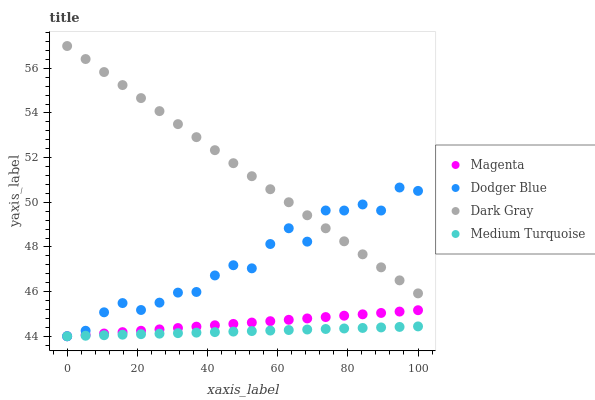 title
yaxis_label
56
54
52
50
48
46
44
0
20
40
60
80
100
xaxis_label
Magenta
Dodger Blue
Dark Gray
Medium Turquoise